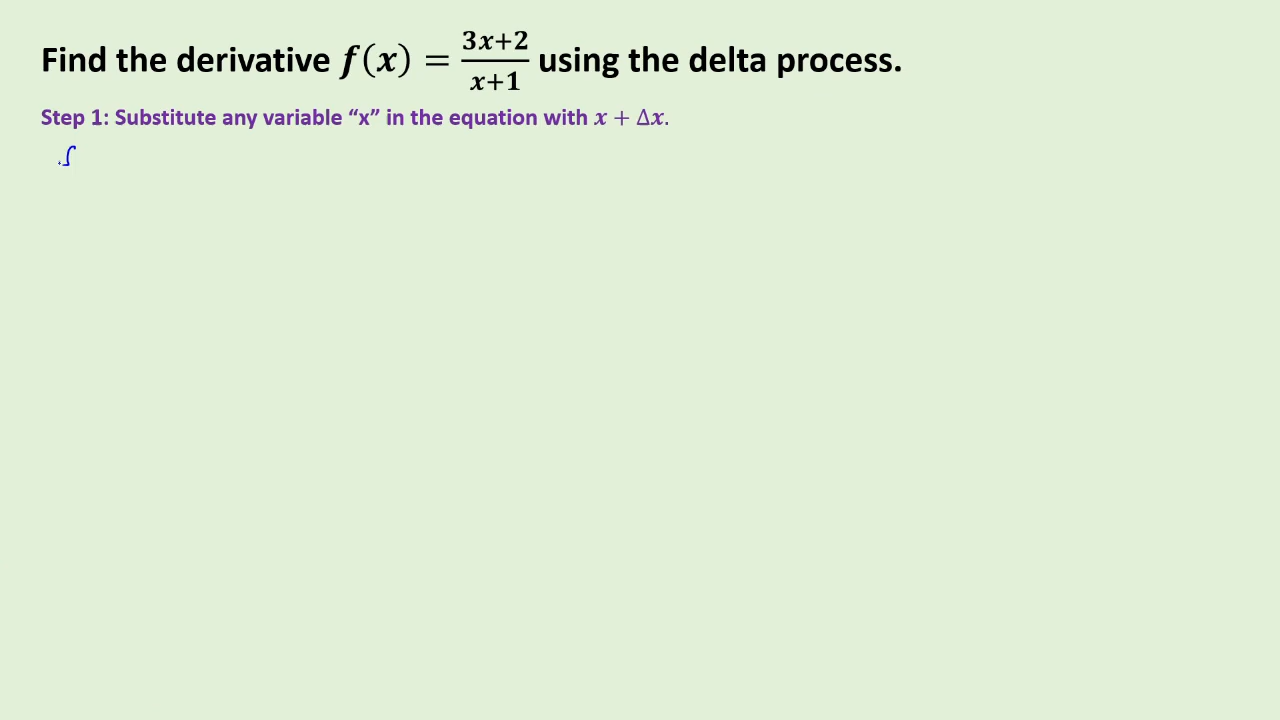 Find the derivative f(x) = \frac{3x+2}{x+1} using the delta process.
Step 1: Substitute any variable “x” in the equation with x + Δx.